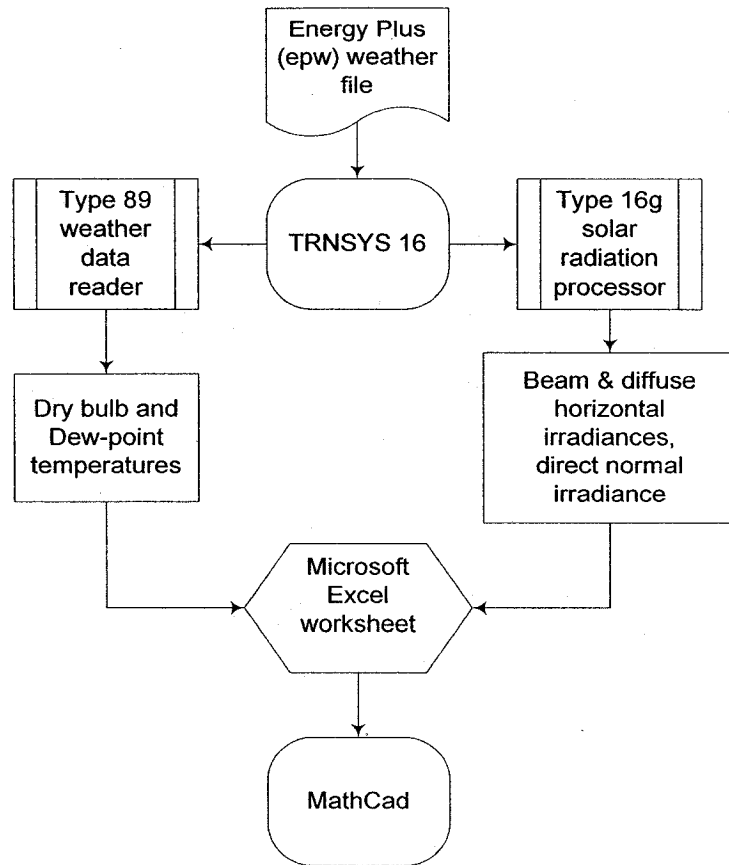 Energy Plus
(epw) weather
file
Type 89
weather
data
reader
TRNSYS 16
Type 16g
solar
radiation
processor
Dry bulb and
Dew-point
temperatures
Beam & diffuse
horizontal
irradiances,
direct normal
irradiance
Microsoft
Excel
worksheet
MathCad